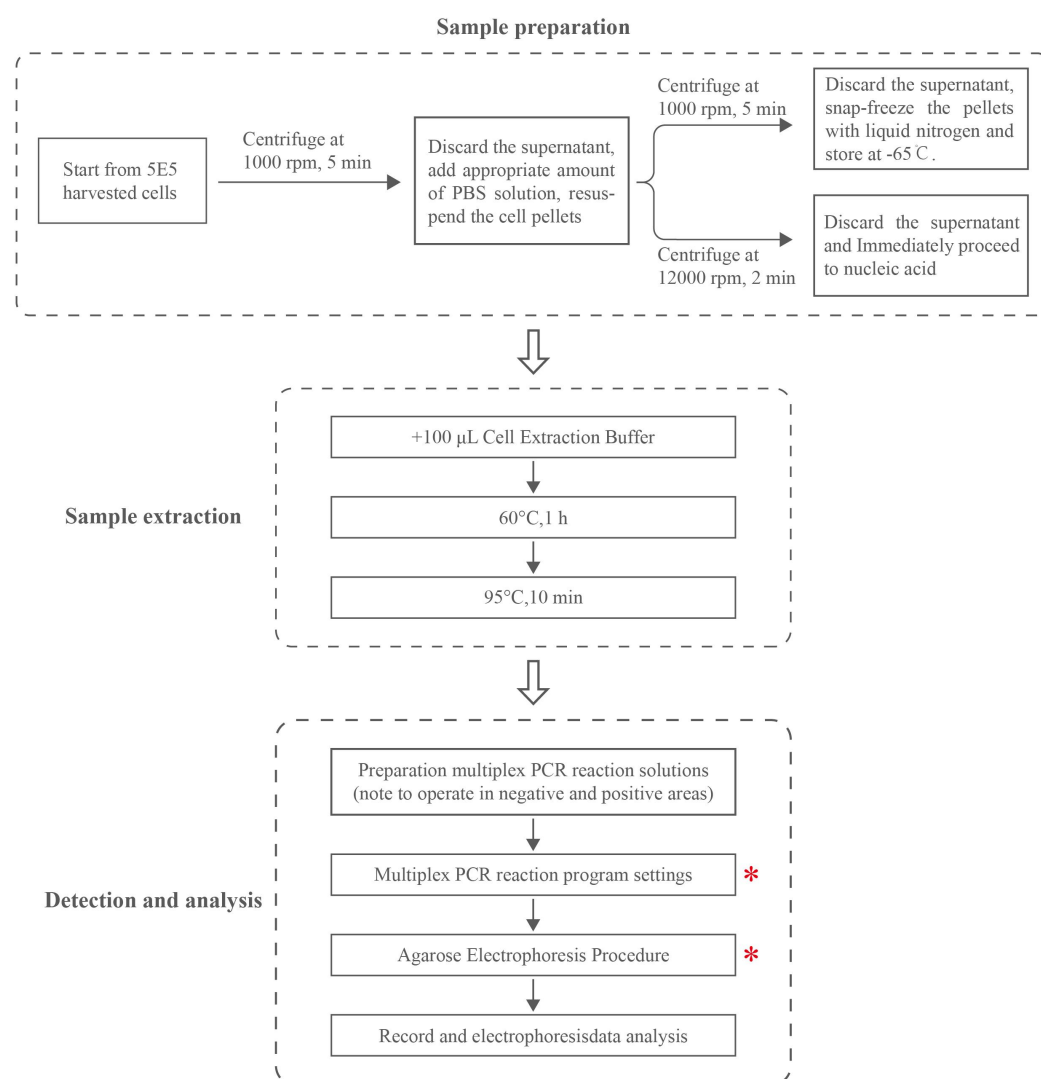 Sample preparation
Start from 5E5
harvested cells
Centrifuge at
1000 rpm, 5 min
Discard the supernatant,
add appropriate amount
of PBS solution, resus-
pend the cell pellets
Centrifuge at
1000 rpm, 5 min
Discard the supernatant,
snap-freeze the pellets
with liquid nitrogen and
store at -65℃.
Centrifuge at
12000 rpm, 2 min
Discard the supernatant
and Immediately proceed
to nucleic acid
Sample extraction
+100 μL Cell Extraction Buffer
60°C,1 h
95°C,10 min
Detection and analysis
Preparation multiplex PCR reaction solutions
(note to operate in negative and positive areas)
Multiplex PCR reaction program settings *
Agarose Electrophoresis Procedure *
Record and electrophoresisdata analysis